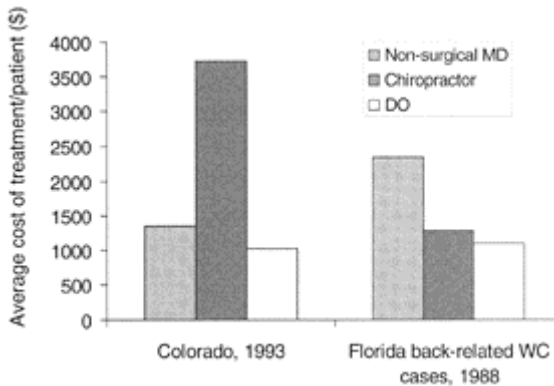 Average cost of treatment/patient ($)
4000
3500
3000
2500
2000
1500
1000
500
0
Non-surgical MD
Chiropractor
DO
Colorado, 1993
Florida back-related WC
cases, 1988